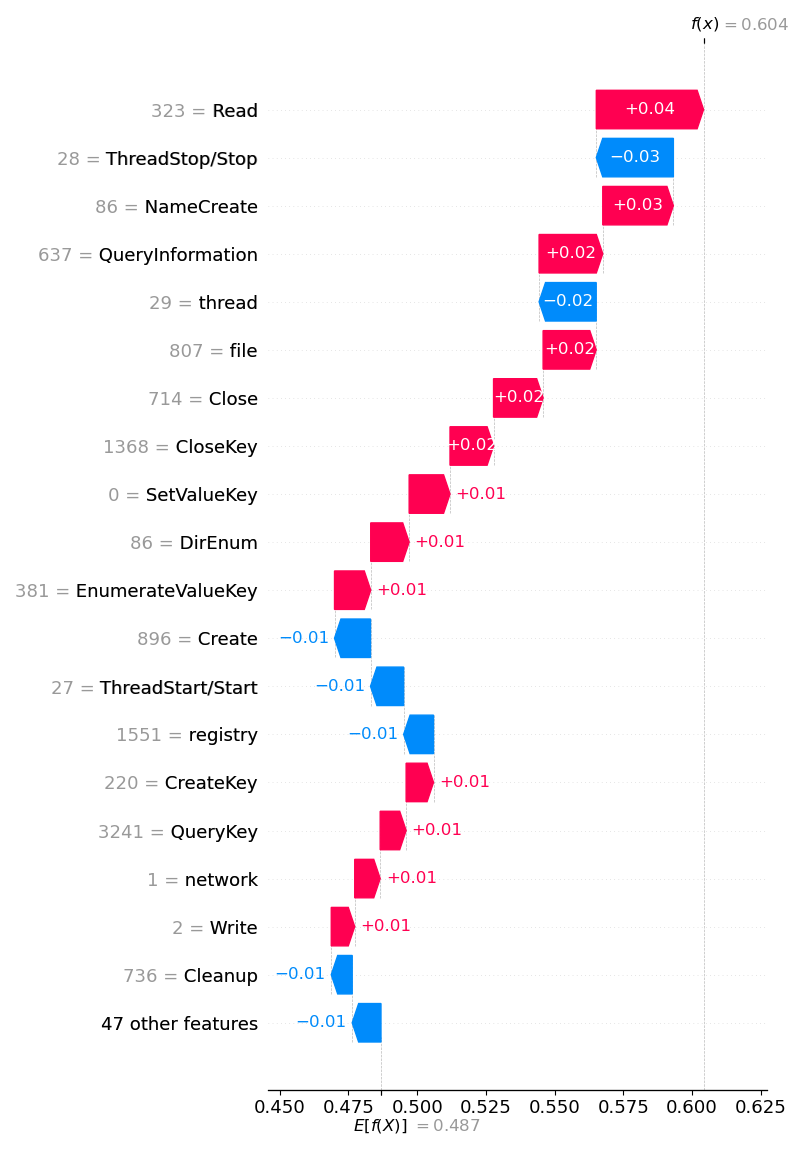 f(x) = 0.604
323 = Read +0.04
28 = ThreadStop/Stop −0.03
86 = NameCreate +0.03
637 = QueryInformation +0.02
29 = thread −0.02
807 = file +0.02
714 = Close +0.02
1368 = CloseKey +0.02
0 = SetValueKey +0.01
86 = DirEnum +0.01
381 = EnumerateValueKey +0.01
896 = Create −0.01
27 = ThreadStart/Start −0.01
1551 = registry −0.01
220 = CreateKey +0.01
3241 = QueryKey +0.01
1 = network +0.01
2 = Write +0.01
736 = Cleanup −0.01
47 other features −0.01
0.450 0.475 0.500 0.525 0.550 0.575 0.600 0.625
E[f(X)] = 0.487